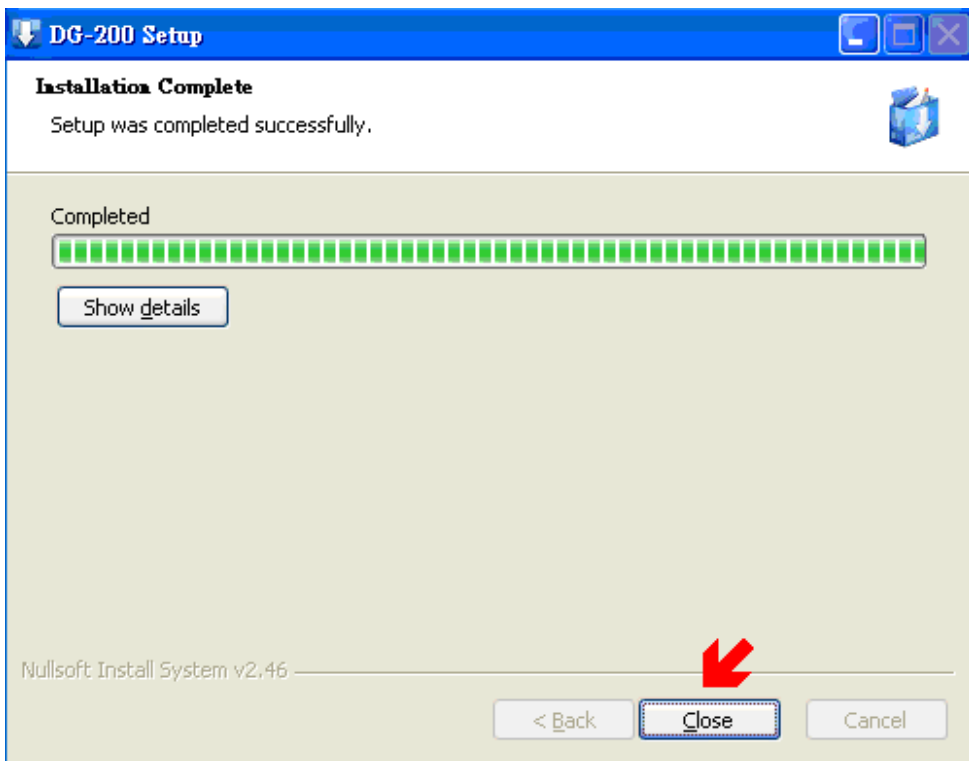 DG-200 Setup
Installation Complete
Setup was completed successfully.
Completed
Show details
Nullsoft Install System v2.46
< Back Close Cancel